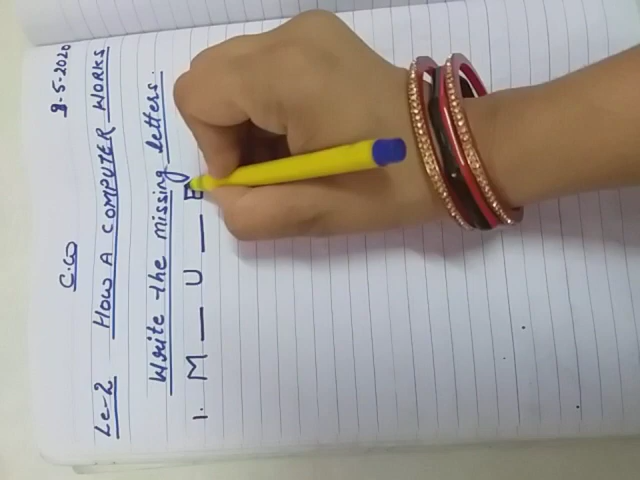 C.W 9-5-2020
Le-2 HOW A COMPUTER WORKS
Write the missing letters.
1. M _ U _ E